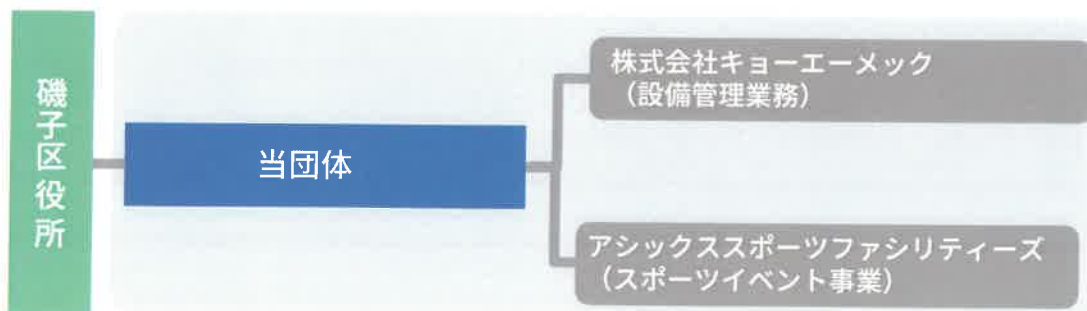 磯子区役所
当団体
株式会社キョーエーメック
（設備管理業務）
アシックススポーツファシリティーズ
（スポーツイベント事業）